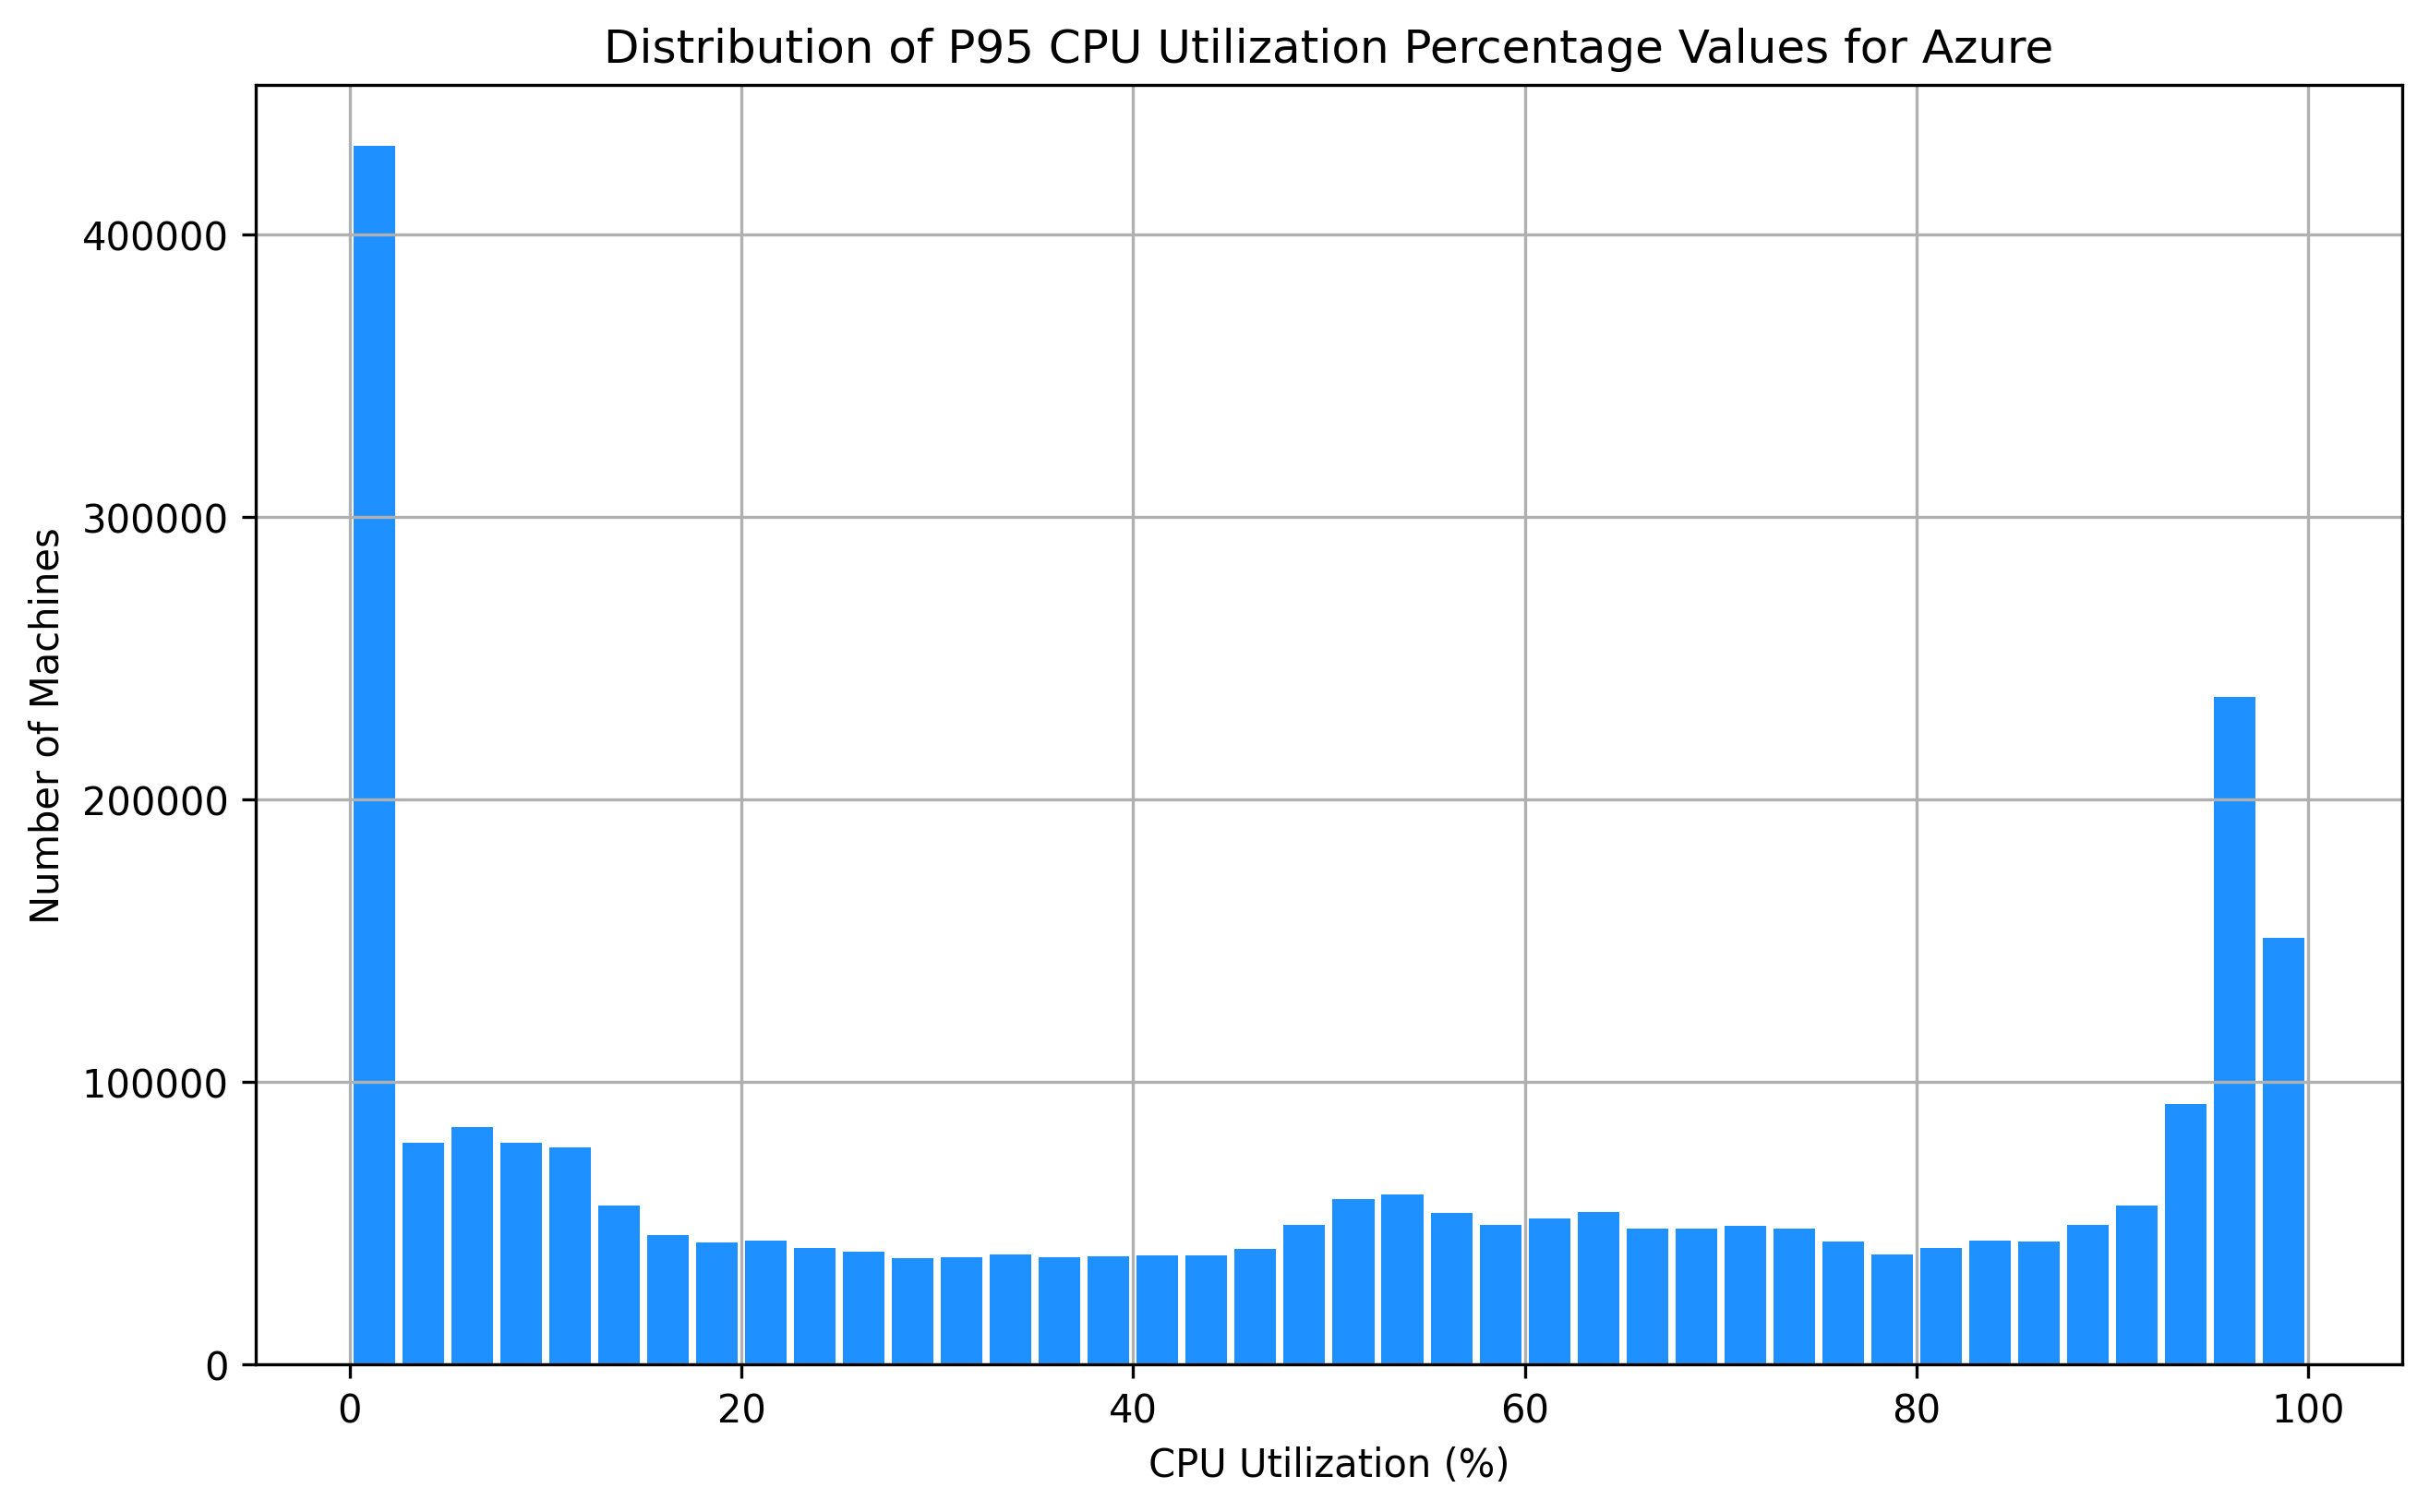 Distribution of P95 CPU Utilization Percentage Values for Azure
Number of Machines
400000
300000
200000
100000
0
0 20 40 60 80 100
CPU Utilization (%)